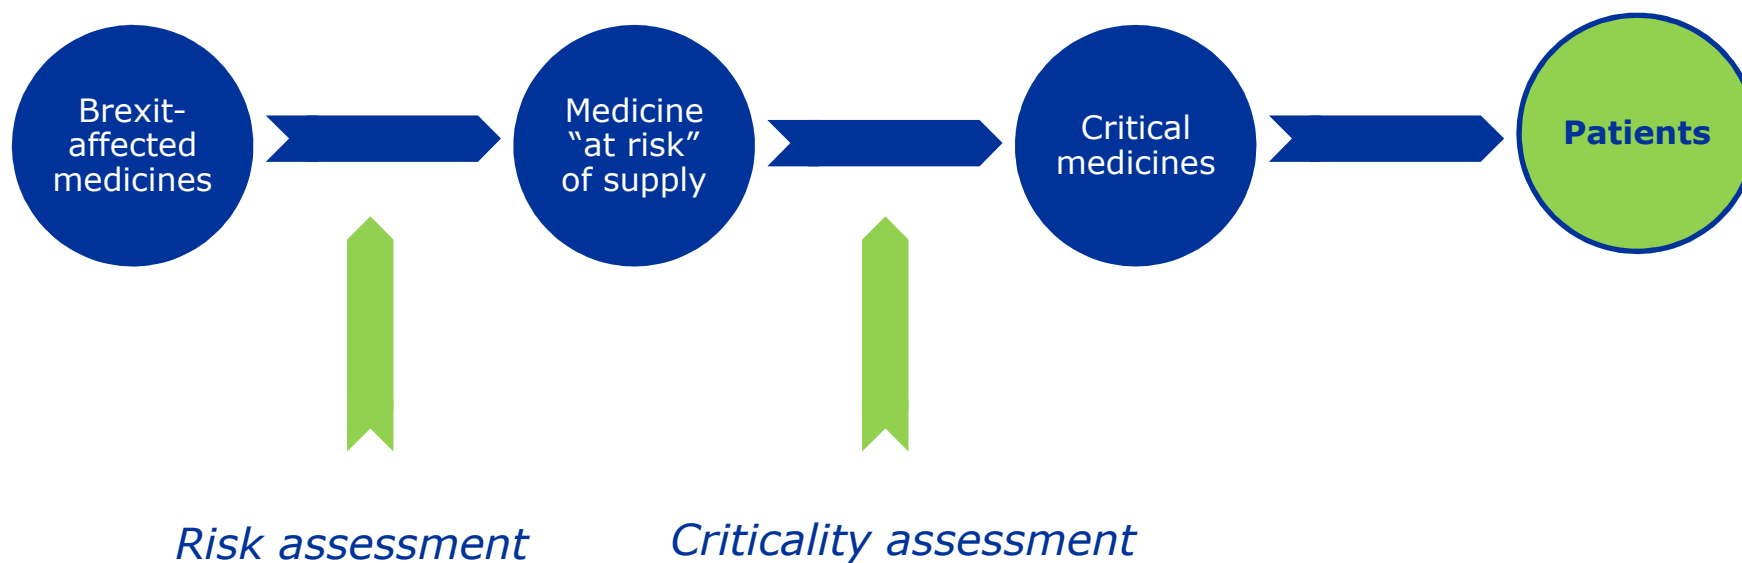 Brexit-
affected
medicines
Medicine
“at risk”
of supply
Critical
medicines
Patients
Risk assessment
Criticality assessment